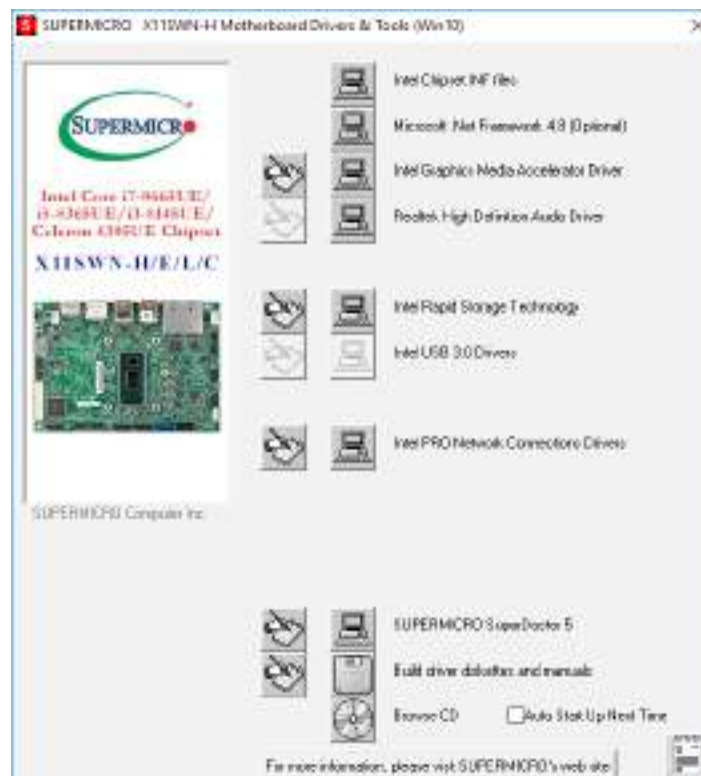 SUPERMICRO X11SWN-H Motherboard Drivers & Tools (Win10)
SUPERMICRO
Intel Core i7-8665UE/
i5-8365UE/i3-8145UE/
Celeron 4305UE Chipset
X11SWN-H/E/L/C
SUPERMICRO Computer Inc.
Intel Chipset INF files
Microsoft .Net Framework 4.8 (Optional)
Intel Graphics Media Accelerator Driver
Realtek High Definition Audio Driver
Intel Rapid Storage Technology
Intel USB 3.0 Drivers
Intel PRO Network Connections Drivers
SUPERMICRO SuperDoctor 5
Build driver diskettes and manuals
Browse CD
Auto Start Up Next Time
For more information, please visit SUPERMICRO's web site